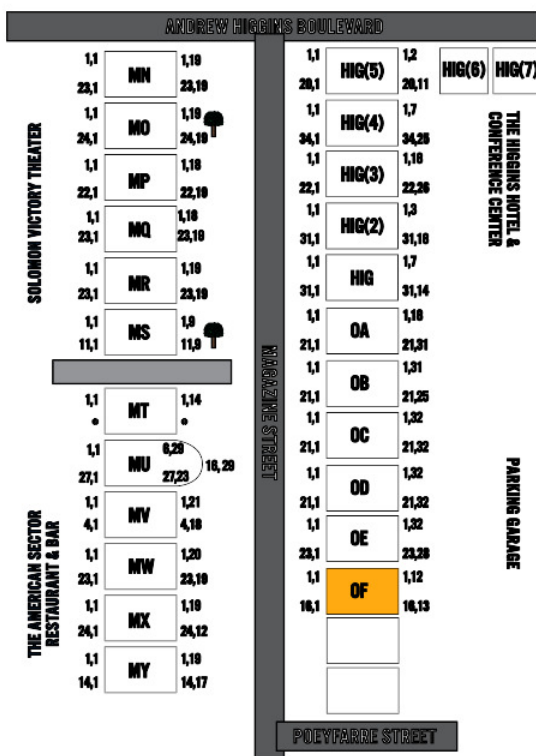 ANDREW HIGGINS BOULEVARD
SOLOMON VICTORY THEATER
1,1 MN 1,19
23,1 23,19
1,1 MO 1,19
24,1 24,19
1,1 MP 1,18
22,1 22,19
1,1 MQ 1,18
23,1 23,19
1,1 MR 1,19
23,1 23,19
1,1 MS 1,9
11,1 11,9
THE AMERICAN SECTOR
RESTAURANT & BAR
1,1 MT 1,14
1,1 MU 6,29
16,29
27,1 27,23
1,1 MV 1,21
4,1 4,18
1,1 MW 1,20
23,1 23,19
1,1 MX 1,19
24,1 24,12
1,1 MY 1,19
14,1 14,17
MAGAZINE STREET
1,1 HIG(5) 1,2 HIG(6) HIG(7)
20,11
1,1 HIG(4) 1,7
34,1 34,25
1,1 HIG(3) 1,18
22,1 22,26
1,1 HIG(2) 1,3
31,1 31,18
1,1 HIG 1,7
31,1 31,14
1,1 OA 1,18
21,1 21,31
1,1 OB 1,31
21,1 21,25
1,1 OC 1,32
21,1 21,32
1,1 OD 1,32
21,1 21,32
1,1 OE 1,32
23,1 23,28
1,1 OF 1,12
16,1 16,13
THE HIGGINS HOTEL &
CONFERENCE CENTER
PARKING GARAGE
POEYFARRE STREET